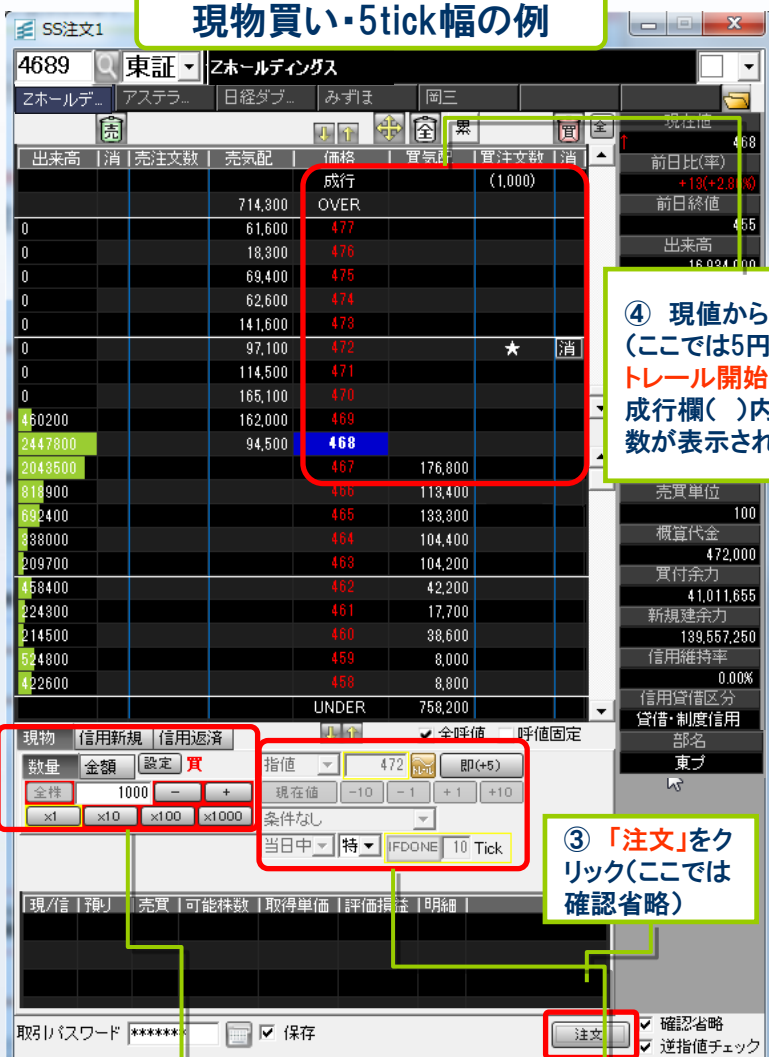 現物買い・5tick幅の例
SS注文1
4689 東証 Zホールディングス
Zホールデ... アステラ... 日経ダブ... みずほ 岡三
売 全 累 買 全
出来高 消 売注文数 売気配 価格 買気配 買注文数 消
成行 (1,000)
714,300 OVER
0 61,600 477
0 18,300 476
0 69,400 475
0 62,600 474
0 141,600 473
0 97,100 472 ★ 消
0 114,500 471
0 165,100 470
450200 162,000 469
2447800 94,500 468
2043500 467 176,800
818900 466 113,400
692400 465 133,300
338000 464 104,400
209700 463 104,200
458400 462 42,200
224300 461 17,700
214500 460 38,600
524800 459 8,000
422600 458 8,800
UNDER 758,200
現在値
↑ 468
前日比(率)
+13(+2.86%)
前日終値
455
出来高
16,934,000
④ 現値から
(ここでは5円
トレール開始
成行欄( )内
数が表示され
売買単位
100
概算代金
472,000
買付余力
41,011,655
新規建余力
139,557,250
信用維持率
0.00%
信用貸借区分
貸借・制度信用
部名
東プ
全呼値 呼値固定
現物 信用新規 信用返済
数量 金額 設定 買
全株 1000 - +
x1 x10 x100 x1000
指値 472 トレール 即(+5)
現在値 -10 -1 +1 +10
条件なし
当日中 特 IFDONE 10 Tick
③ 「注文」をク
リック(ここでは
確認省略)
現/信 預り 売買 可能株数 取得単価 評価損益 明細
取引パスワード ******* 保存
注文
確認省略
逆指値チェック